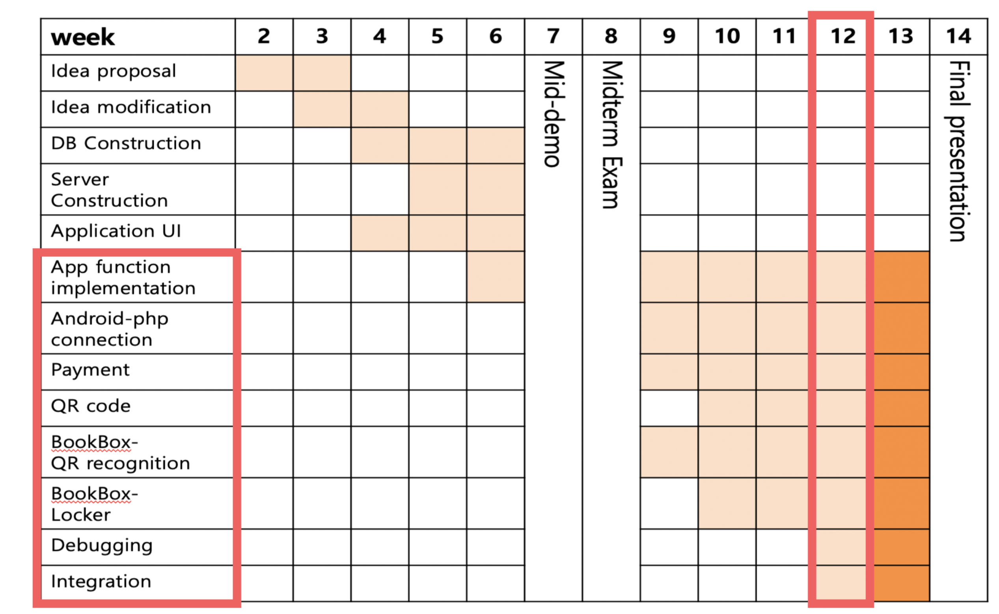 week 2 3 4 5 6 7 8 9 10 11 12 13 14
Idea proposal
Idea modification
DB Construction
Server
Construction
Application UI
App function
implementation
Android-php
connection
Payment
QR code
BookBox-
QR recognition
BookBox-
Locker
Debugging
Integration
Mid-demo
Midterm Exam
Final presentation